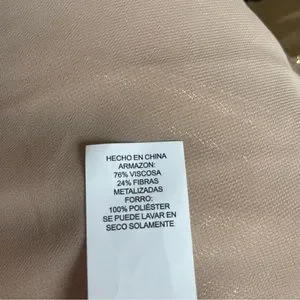 HECHO EN CHINA
ARMAZON:
76% VISCOSA
24% FIBRAS
METALIZADAS
FORRO:
100% POLIÉSTER
SE PUEDE LAVAR EN
SECO SOLAMENTE